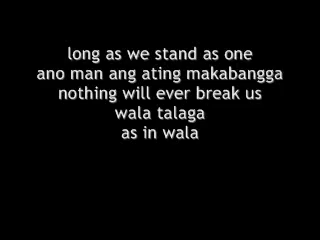 long as we stand as one
ano man ang ating makabangga
nothing will ever break us
wala talaga
as in wala